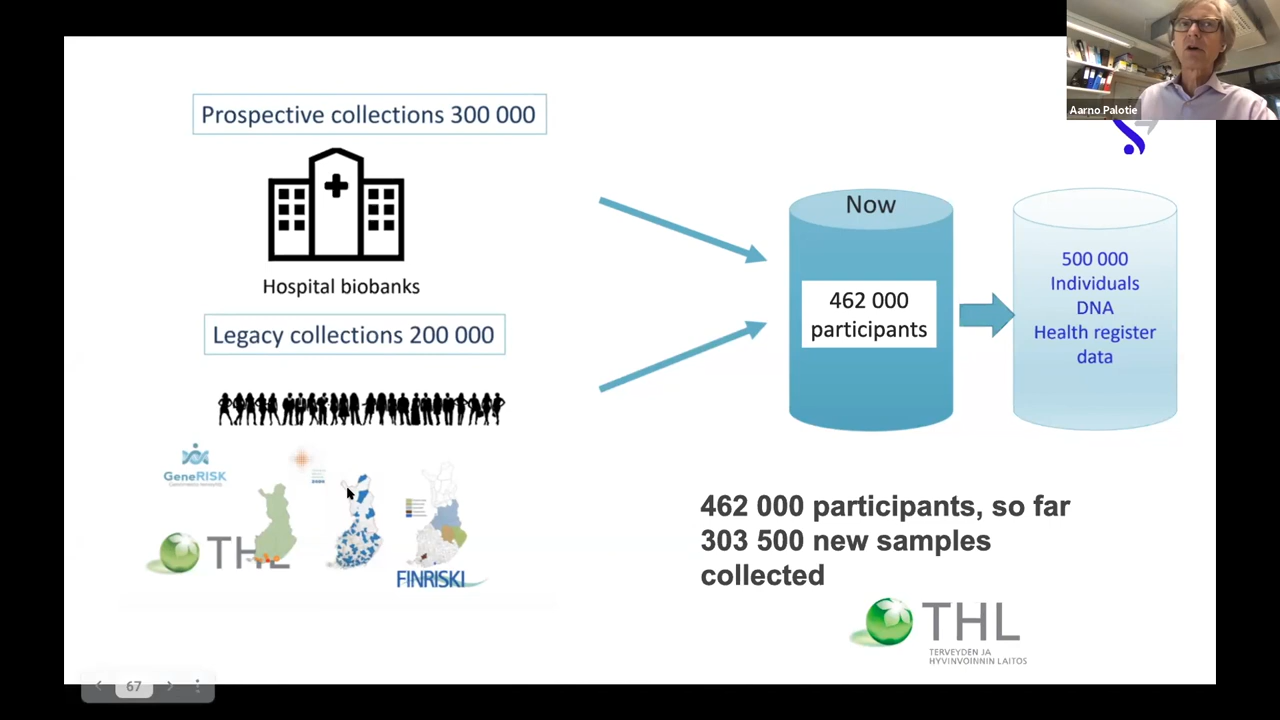 Prospective collections 300 000
Hospital biobanks
Legacy collections 200 000
GeneRISK
THL
FINRISKI
Now
462 000
participants
500 000
Individuals
DNA
Health register
data
462 000 participants, so far
303 500 new samples
collected
THL
TERVEYDEN JA
HYVINVOINNIN LAITOS
Aarno Palotie
67